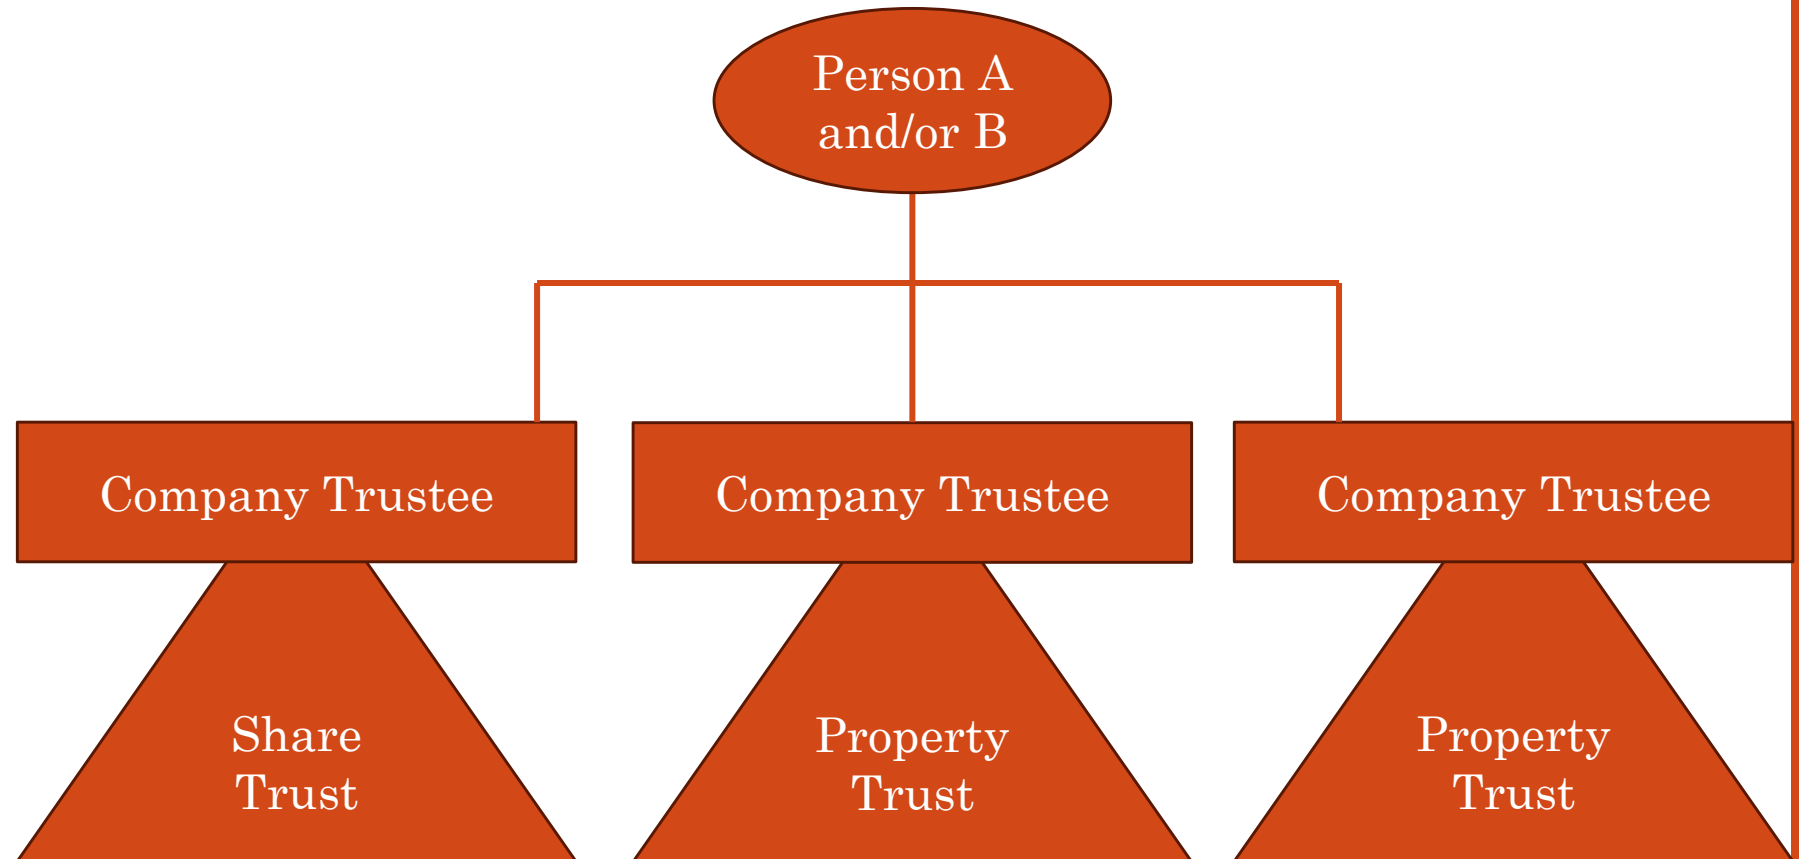 Person A
and/or B
Company Trustee
Company Trustee
Company Trustee
Share
Trust
Property
Trust
Property
Trust